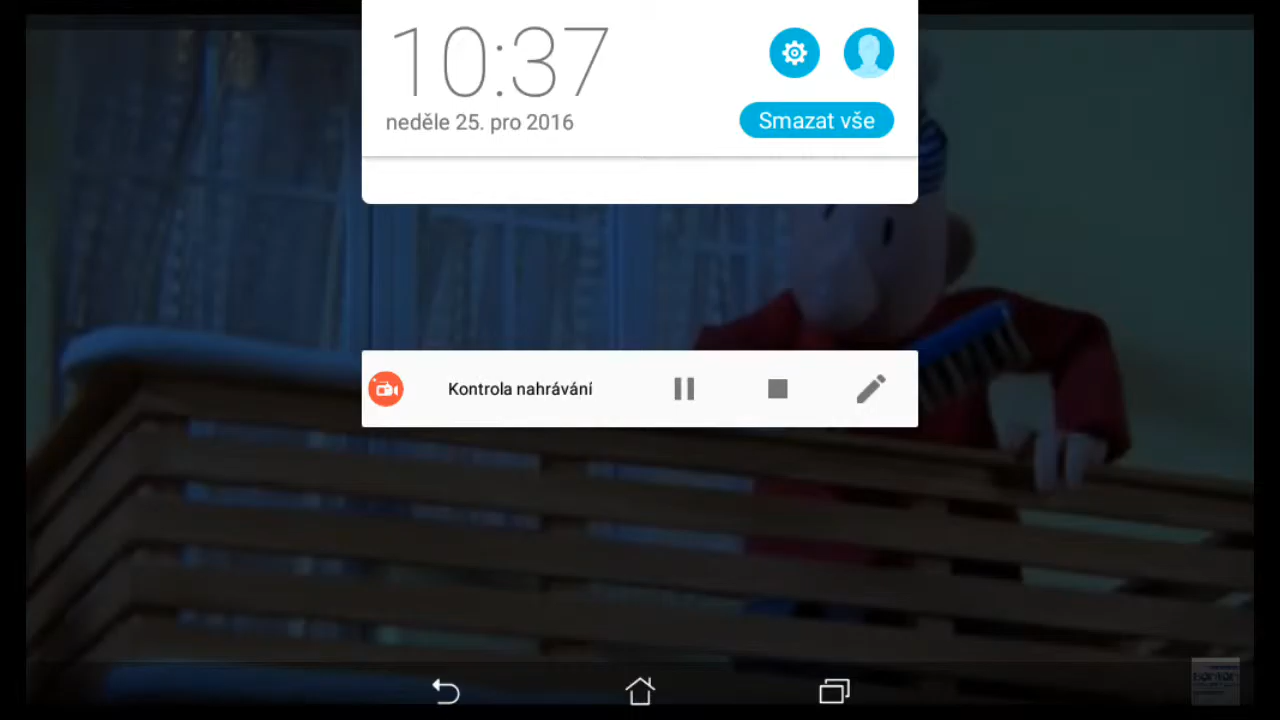 10:37
neděle 25. pro 2016
Smazat vše
Kontrola nahrávání